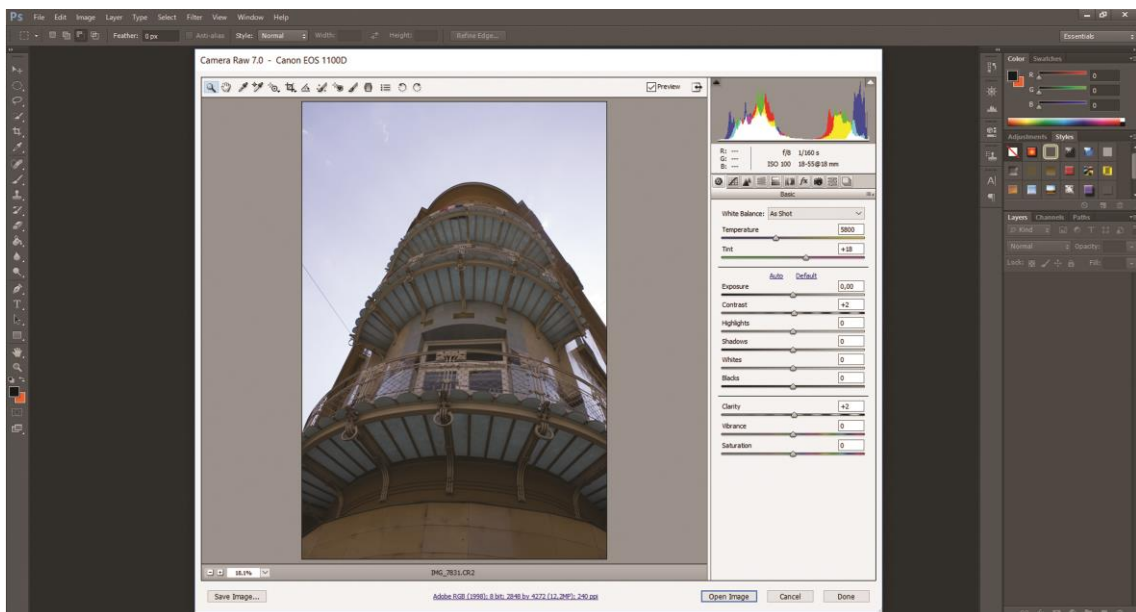 Ps File Edit Image Layer Type Select Filter View Window Help
Feather: 0 px Anti-alias Style: Normal Width: Height: Refine Edge... Essentials
Camera Raw 7.0 - Canon EOS 1100D
Preview
R: ---
G: ---
B: ---
f/8 1/160 s
ISO 100 18-55@18 mm
Basic
White Balance: As Shot
Temperature 5800
Tint +18
Auto Default
Exposure 0,00
Contrast +2
Highlights 0
Shadows 0
Whites 0
Blacks 0
Clarity +2
Vibrance 0
Saturation 0
18.1% IMG_7831.CR2
Save Image... Adobe RGB (1998); 8 bit; 2848 by 4272 (12,2MP); 240 ppi Open Image Cancel Done
Color Swatches
R 0
G 0
B 0
Adjustments Styles
Layers Channels Paths
Kind
Normal Opacity:
Lock: Fill: